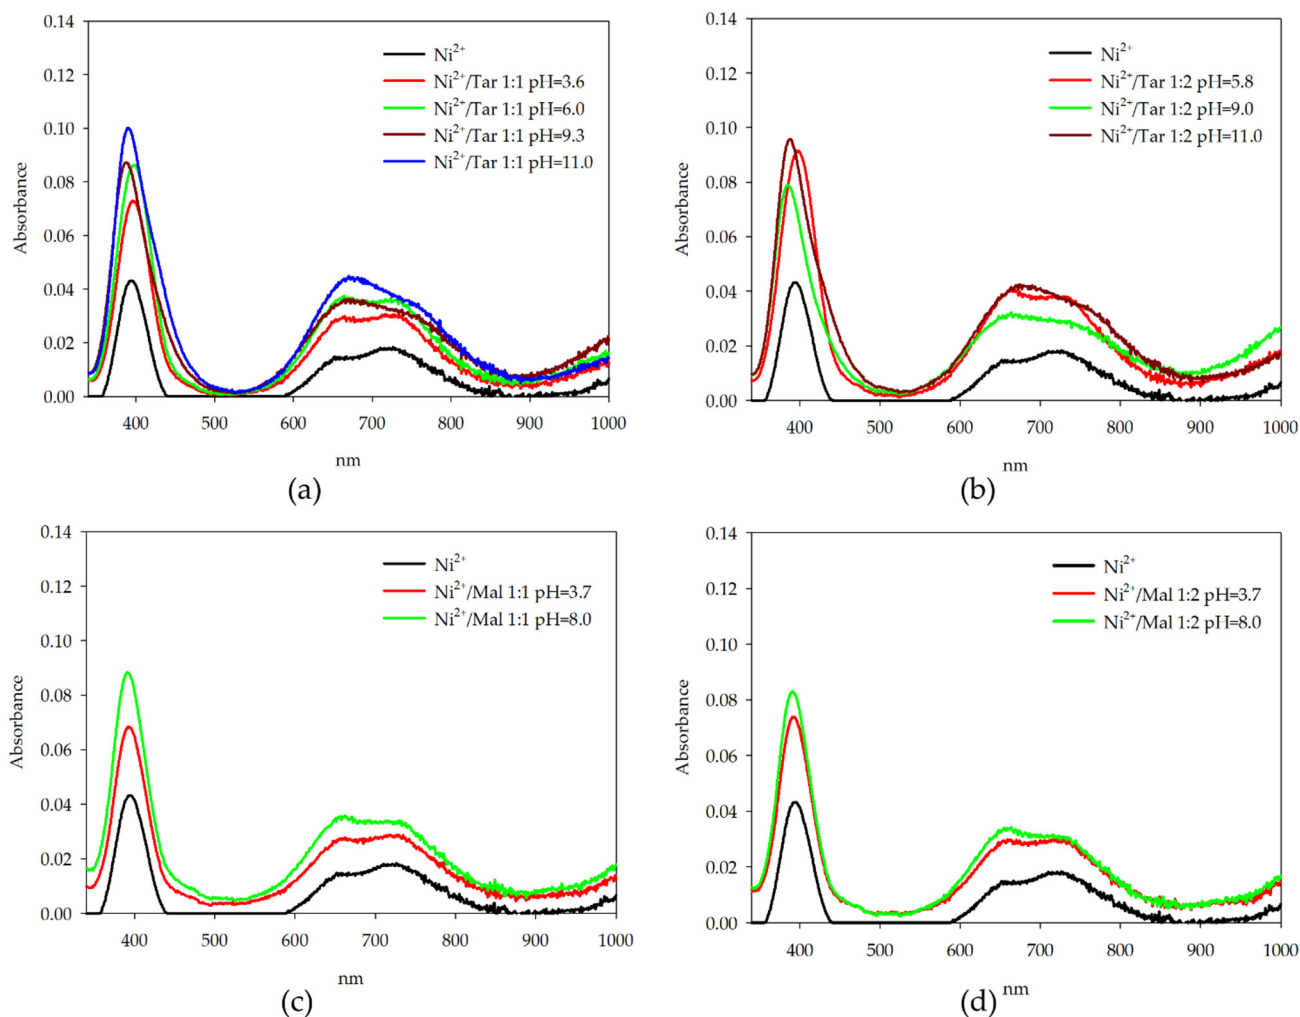 0.14
0.12
0.10
0.08
0.06
0.04
0.02
0.00
Absorbance
Ni²⁺
Ni²⁺/Tar 1:1 pH=3.6
Ni²⁺/Tar 1:1 pH=6.0
Ni²⁺/Tar 1:1 pH=9.3
Ni²⁺/Tar 1:1 pH=11.0
400 500 600 700 800 900 1000
nm
(a)
0.14
0.12
0.10
0.08
0.06
0.04
0.02
0.00
Absorbance
Ni²⁺
Ni²⁺/Tar 1:2 pH=5.8
Ni²⁺/Tar 1:2 pH=9.0
Ni²⁺/Tar 1:2 pH=11.0
400 500 600 700 800 900 1000
nm
(b)
0.14
0.12
0.10
0.08
0.06
0.04
0.02
0.00
Absorbance
Ni²⁺
Ni²⁺/Mal 1:1 pH=3.7
Ni²⁺/Mal 1:1 pH=8.0
400 500 600 700 800 900 1000
nm
(c)
0.14
0.12
0.10
0.08
0.06
0.04
0.02
0.00
Absorbance
Ni²⁺
Ni²⁺/Mal 1:2 pH=3.7
Ni²⁺/Mal 1:2 pH=8.0
400 500 600 700 800 900 1000
nm
(d)